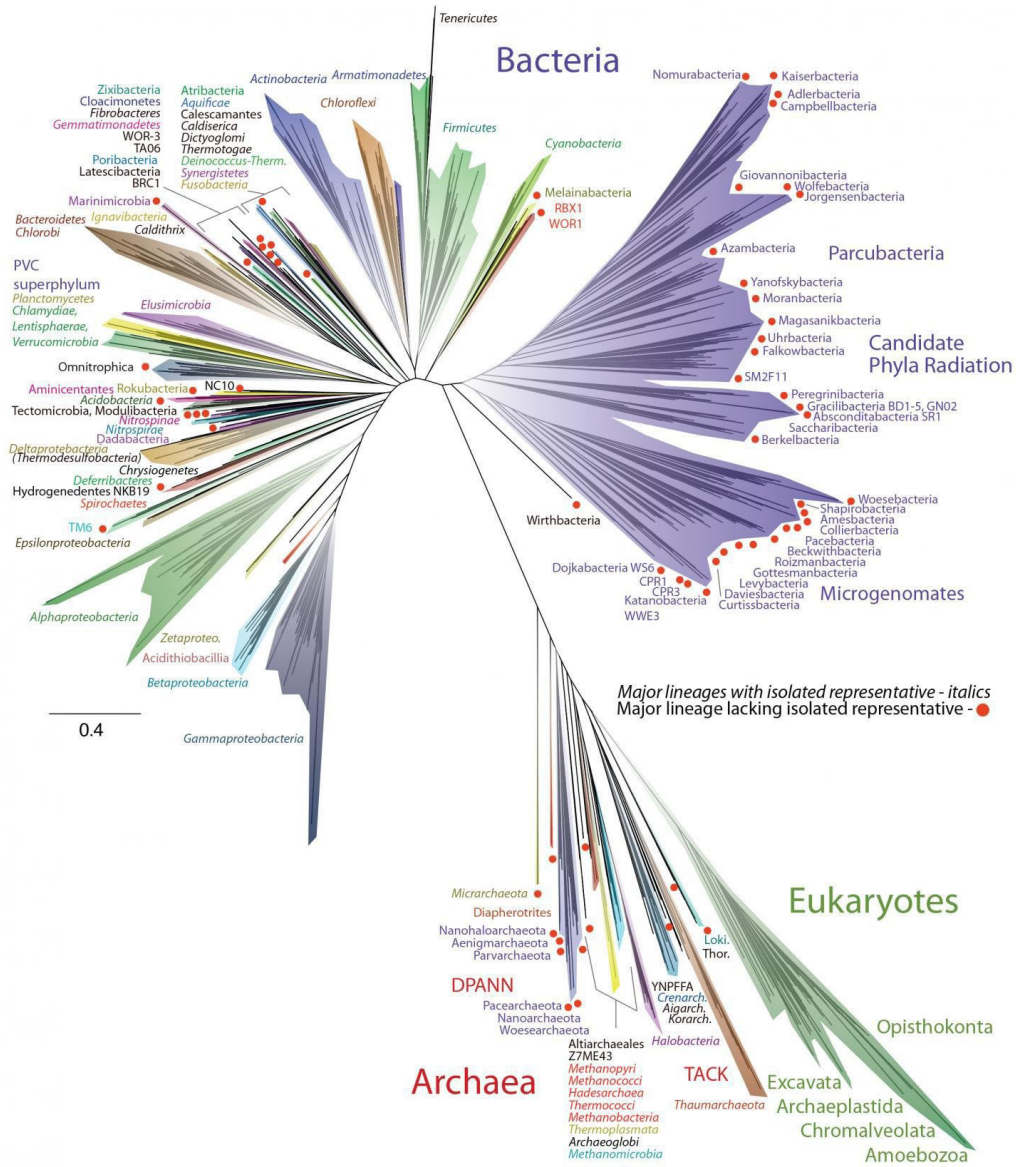 Tenericutes
Bacteria
Nomurabacteria
Kaiserbacteria
Adlerbacteria
Campbellbacteria
Actinobacteria
Armatimonadetes
Zixibacteria
Cloacimonetes
Fibrobacteres
Gemmatimonadetes
WOR-3
TA06
Poribacteria
Latescibacteria
BRC1
Atribacteria
Aquificae
Calescamantes
Caldiserica
Dictyoglomi
Thermotogae
Deinococcus-Therm.
Synergistetes
Fusobacteria
Chloroflexi
Firmicutes
Cyanobacteria
Melainabacteria
RBX1
WOR1
Giovannonibacteria
Wolfebacteria
Jorgensenbacteria
Marinimicrobia
Bacteroidetes
Chlorobi
Ignavibacteria
Caldithrix
Azambacteria
Parcubacteria
PVC
superphylum
Planctomycetes
Chlamydiae,
Lentisphaerae,
Verrucomicrobia
Elusimicrobia
Yanofskybacteria
Moranbacteria
Magasanikbacteria
Uhrbacteria
Falkowbacteria
SM2F11
Candidate
Phyla Radiation
Omnitrophica
Aminicentantes
Rokubacteria
NC10
Acidobacteria
Tectomicrobia, Modulibacteria
Nitrospinae
Nitrospirae
Dadabacteria
Deltaprotebacteria
(Thermodesulfobacteria)
Chrysiogenetes
Deferribacteres
Hydrogenedentes NKB19
Spirochaetes
TM6
Epsilonproteobacteria
Peregrinibacteria
Gracilibacteria BD1-5, GN02
Absconditabacteria SR1
Saccharibacteria
Berkelbacteria
Woesebacteria
Shapirobacteria
Amesbacteria
Collierbacteria
Pacebacteria
Beckwithbacteria
Roizmanbacteria
Gottesmanbacteria
Levybacteria
Daviesbacteria
Curtissbacteria
Microgenomates
Wirthbacteria
Dojkabacteria WS6
CPR1
CPR3
Katanobacteria
WWE3
Alphaproteobacteria
Zetaproteo.
Acidithiobacillia
Betaproteobacteria
Gammaproteobacteria
0.4
Major lineages with isolated representative - italics
Major lineage lacking isolated representative -
Eukaryotes
Micrarchaeota
Diapherotrites
Nanohaloarchaeota
Aenigmarchaeota
Parvarchaeota
DPANN
Pacearchaeota
Nanoarchaeota
Woesearchaeota
Archaea
Altiarchaeales
Z7ME43
Methanopyri
Methanococci
Hadesarchaea
Thermococci
Methanobacteria
Thermoplasmata
Archaeoglobi
Methanomicrobia
Halobacteria
Loki.
Thor.
YNPFFA
Crenarch.
Aigarch.
Korarch.
TACK
Thaumarchaeota
Opisthokonta
Excavata
Archaeplastida
Chromalveolata
Amoebozoa